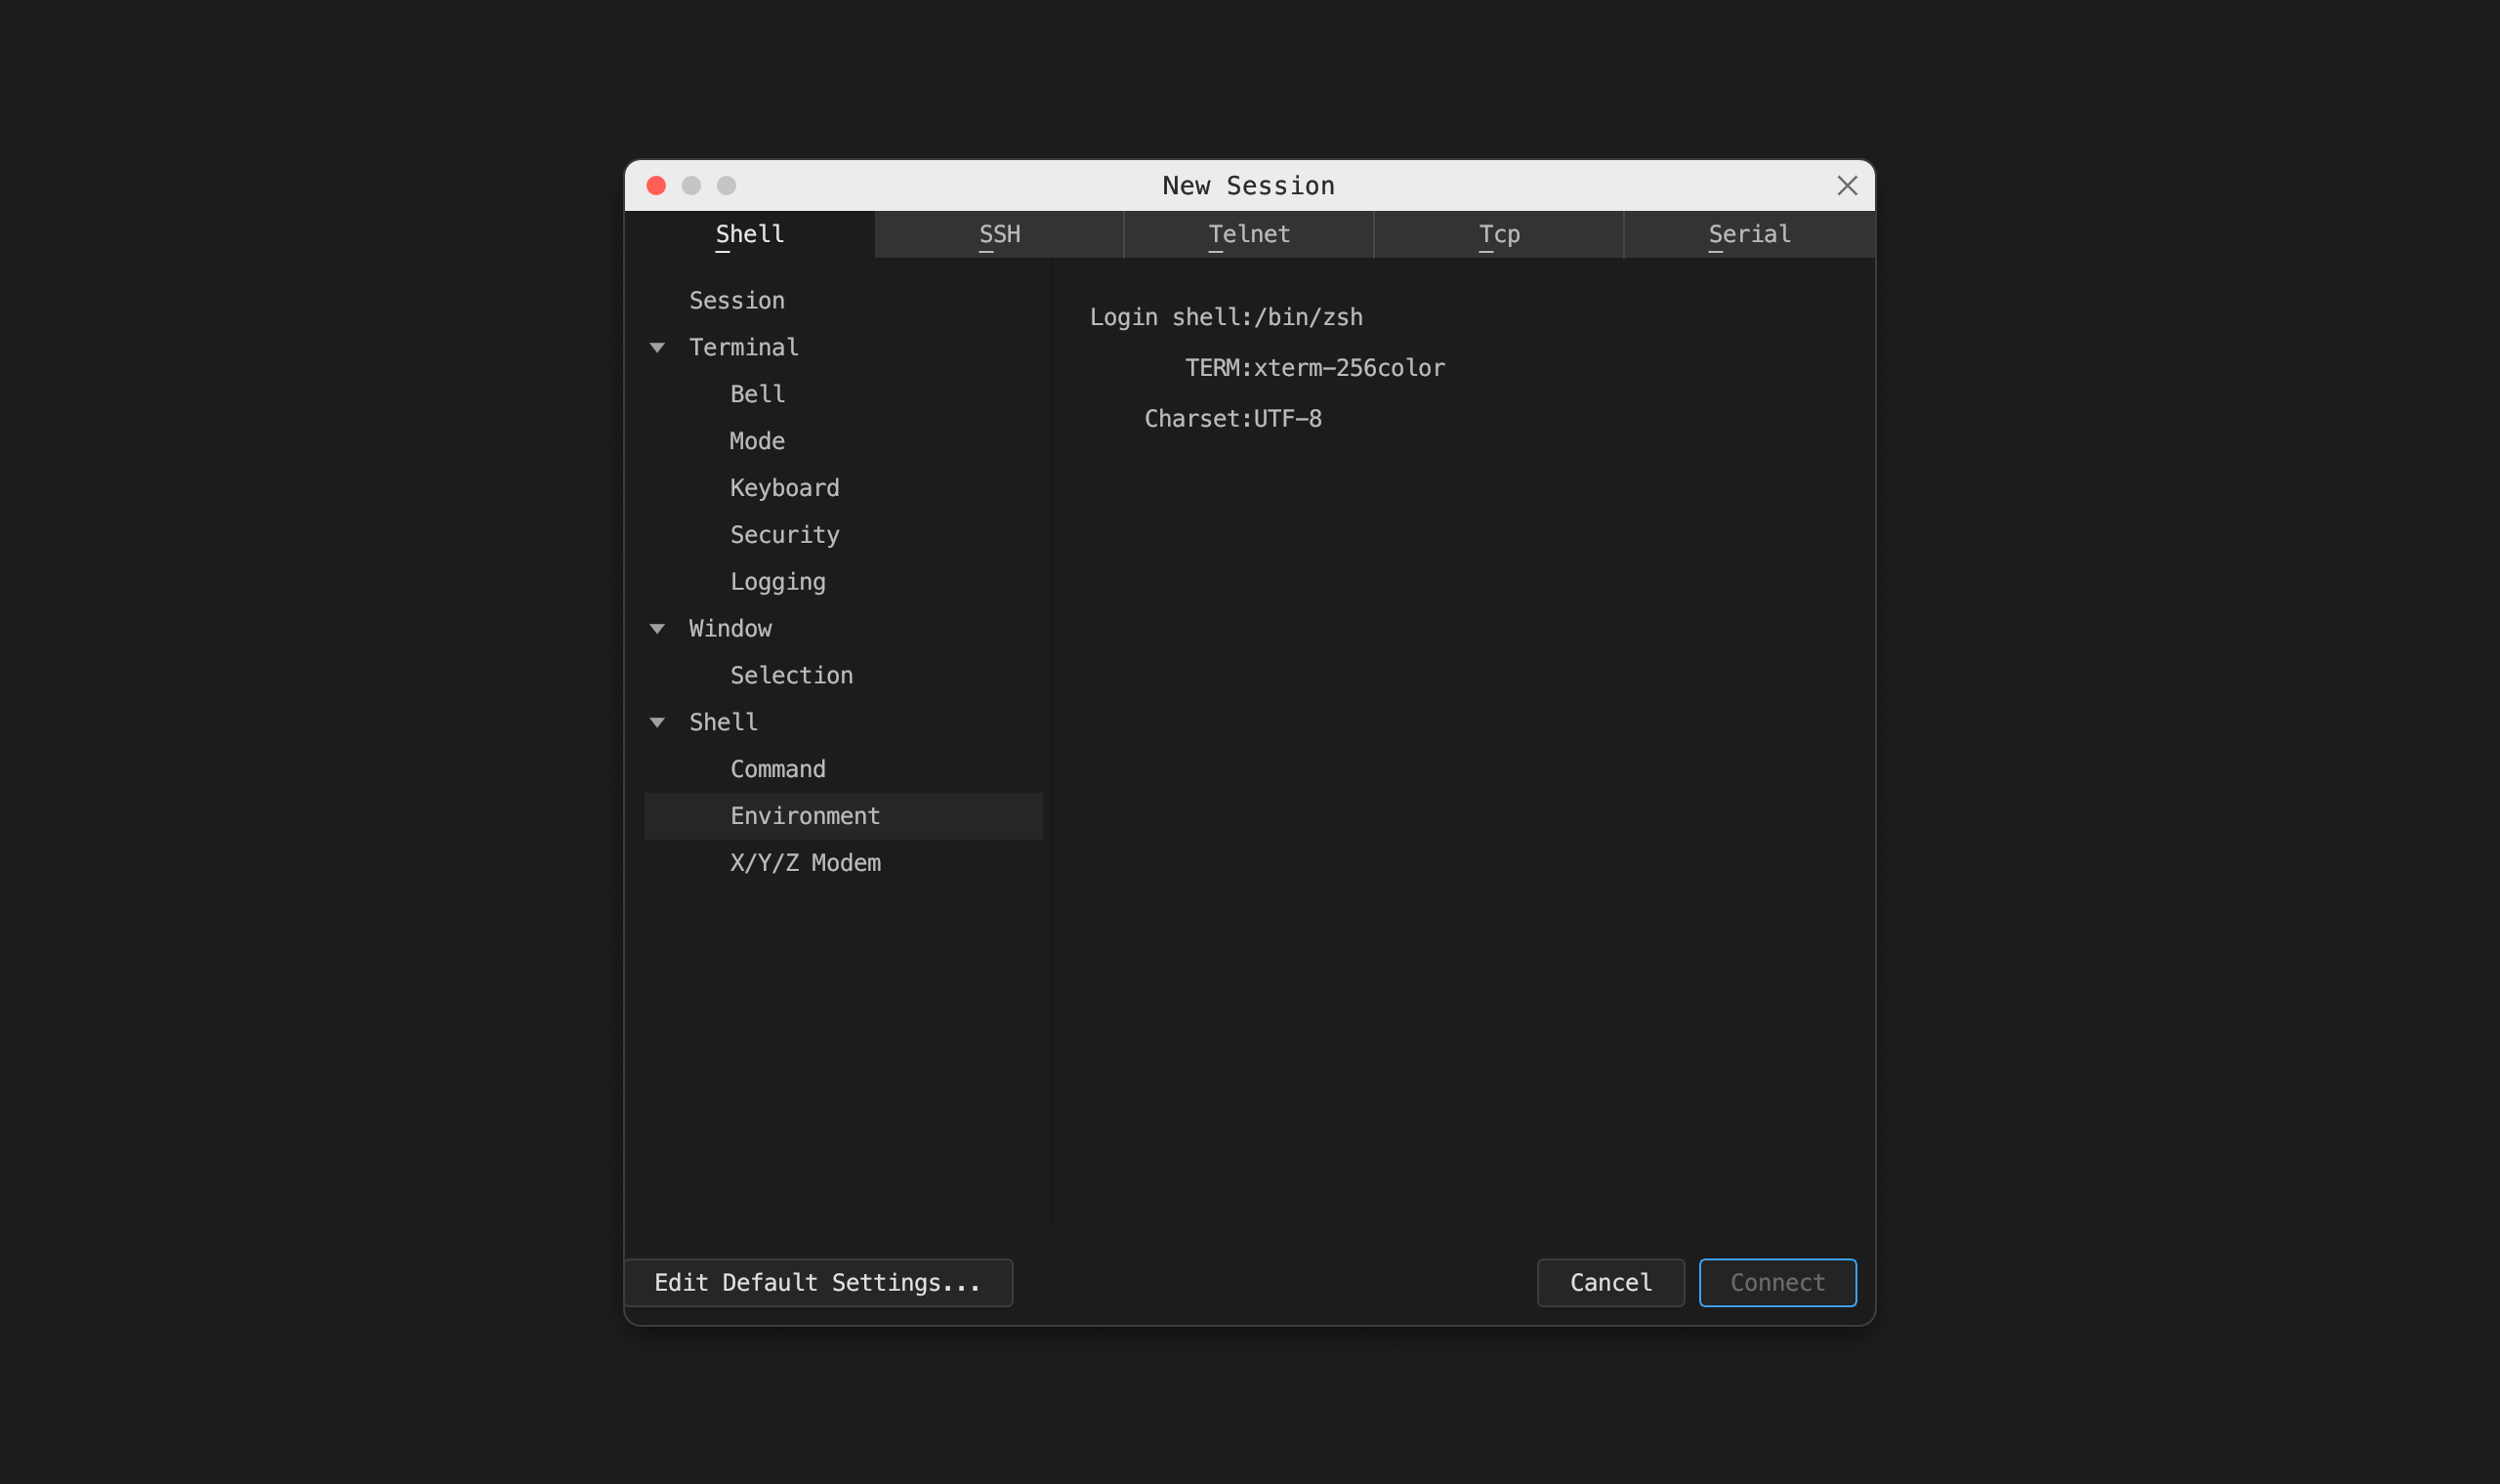 New Session
Shell SSH Telnet Tcp Serial
Session
Terminal
Bell
Mode
Keyboard
Security
Logging
Window
Selection
Shell
Command
Environment
X/Y/Z Modem
Login shell:/bin/zsh
TERM:xterm-256color
Charset:UTF-8
Edit Default Settings... Cancel Connect